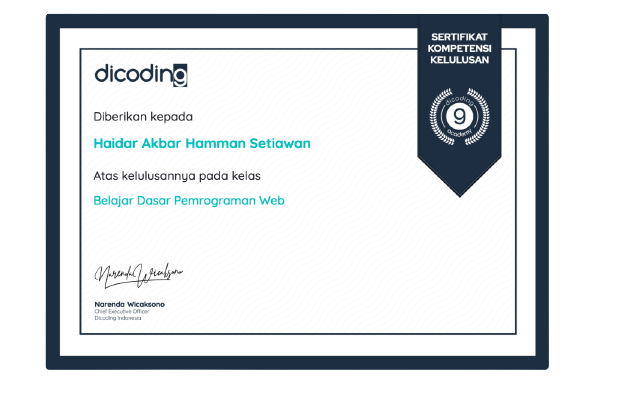 SERTIFIKAT
KOMPETENSI
KELULUSAN
dicoding
academy
dicoding
Diberikan kepada
Haidar Akbar Hamman Setiawan
Atas kelulusannya pada kelas
Belajar Dasar Pemrograman Web
Narenda Wicaksono
Narenda Wicaksono
Chief Executive Officer
Dicoding Indonesia